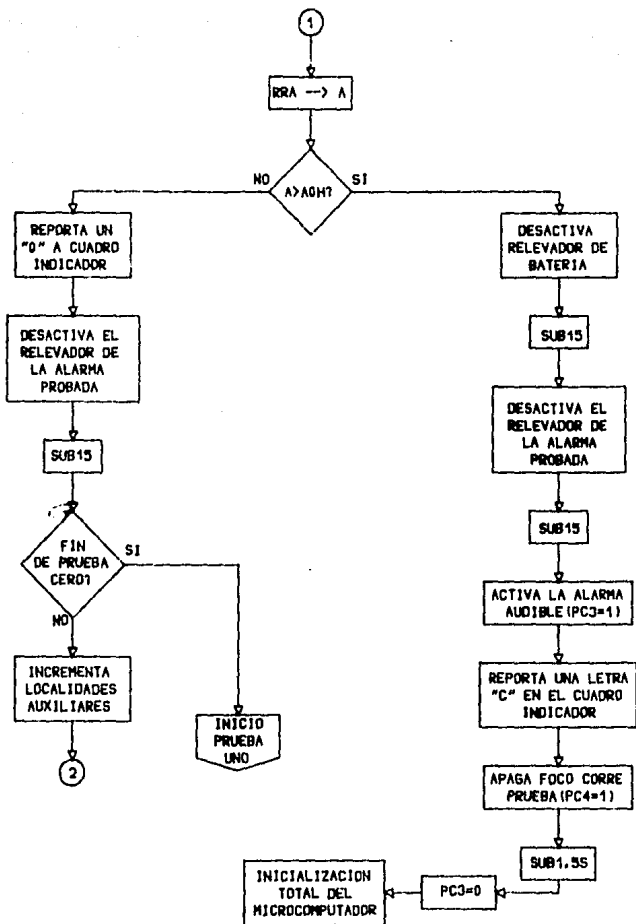 1
RRA --> A
A>A0H?
NO
SI
REPORTA UN
"0" A CUADRO
INDICADOR
DESACTIVA EL
RELEVADOR DE
LA ALARMA
PROBADA
SUB15
FIN
DE PRUEBA
CERO?
SI
NO
INCREMENTA
LOCALIDADES
AUXILIARES
2
INICIO
PRUEBA
UNO
DESACTIVA
RELEVADOR DE
BATERIA
SUB15
DESACTIVA EL
RELEVADOR DE
LA ALARMA
PROBADA
SUB15
ACTIVA LA ALARMA
AUDIBLE(PC3=1)
REPORTA UNA LETRA
"C" EN EL CUADRO
INDICADOR
APAGA FOCO CORRE
PRUEBA(PC4=1)
SUB1.5S
PC3=0
INICIALIZACION
TOTAL DEL
MICROCOMPUTADOR